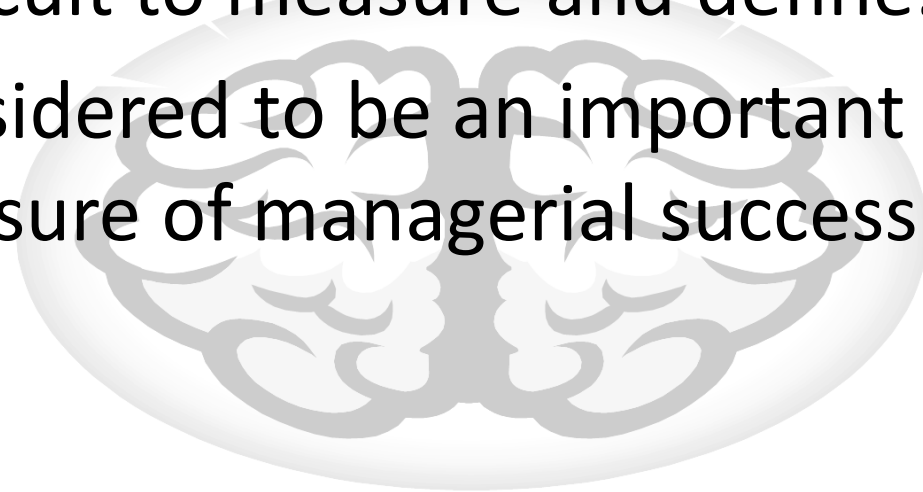 cult to measure and define.
sidered to be an important
sure of managerial success